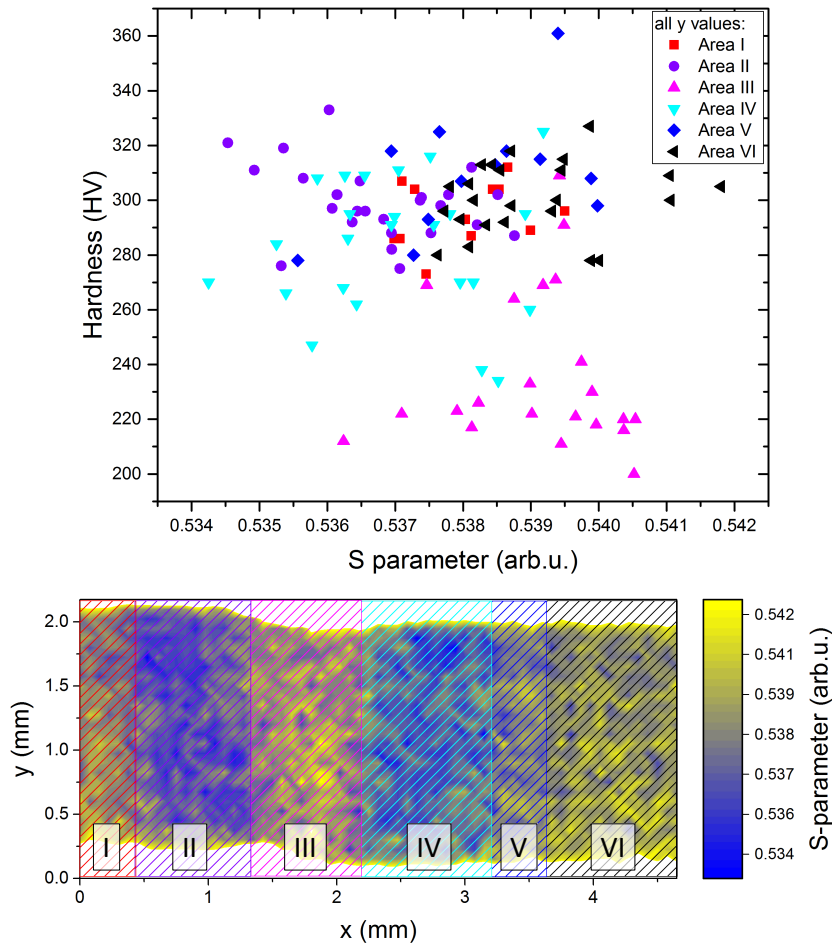 all y values:
Area I
Area II
Area III
Area IV
Area V
Area VI
360
340
320
300
280
260
240
220
200
Hardness (HV)
0.534 0.535 0.536 0.537 0.538 0.539 0.540 0.541 0.542
S parameter (arb.u.)
2.0
1.5
1.0
0.5
0.0
y (mm)
I II III IV V VI
0 1 2 3 4
x (mm)
0.542
0.541
0.539
0.538
0.537
0.536
0.534
S-parameter (arb.u.)